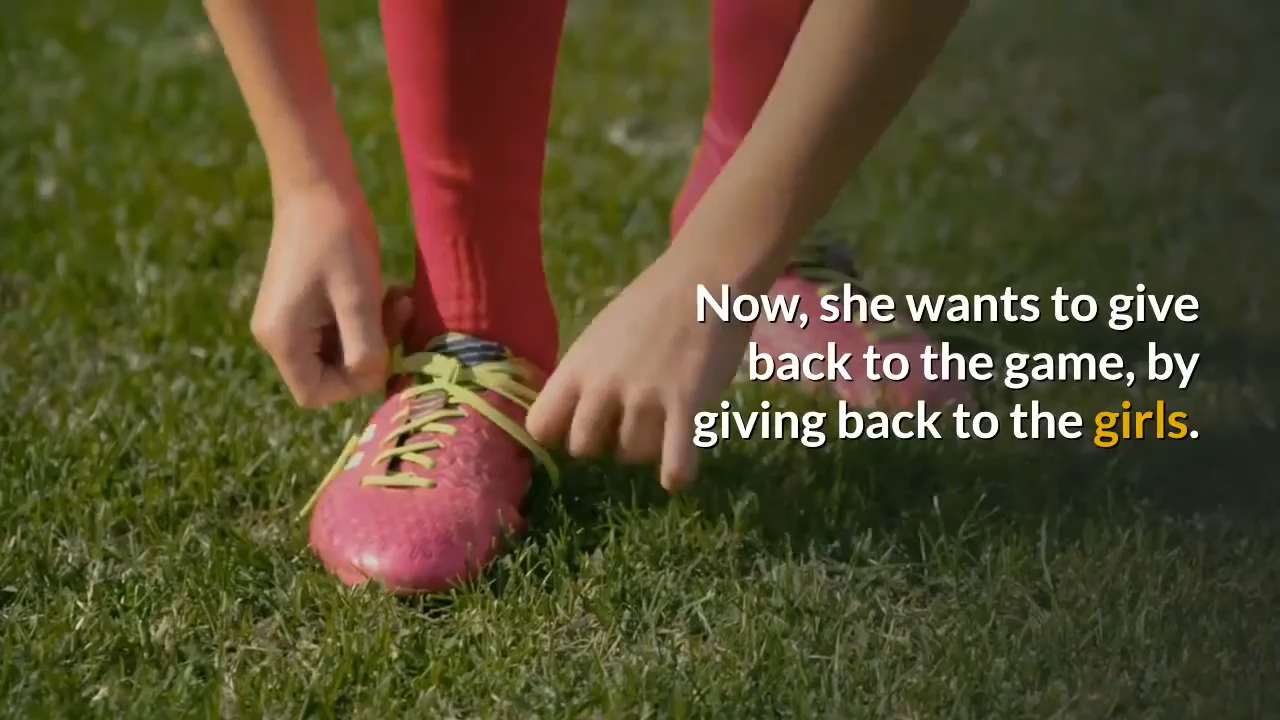 Now, she wants to give
back to the game, by
giving back to the girls.